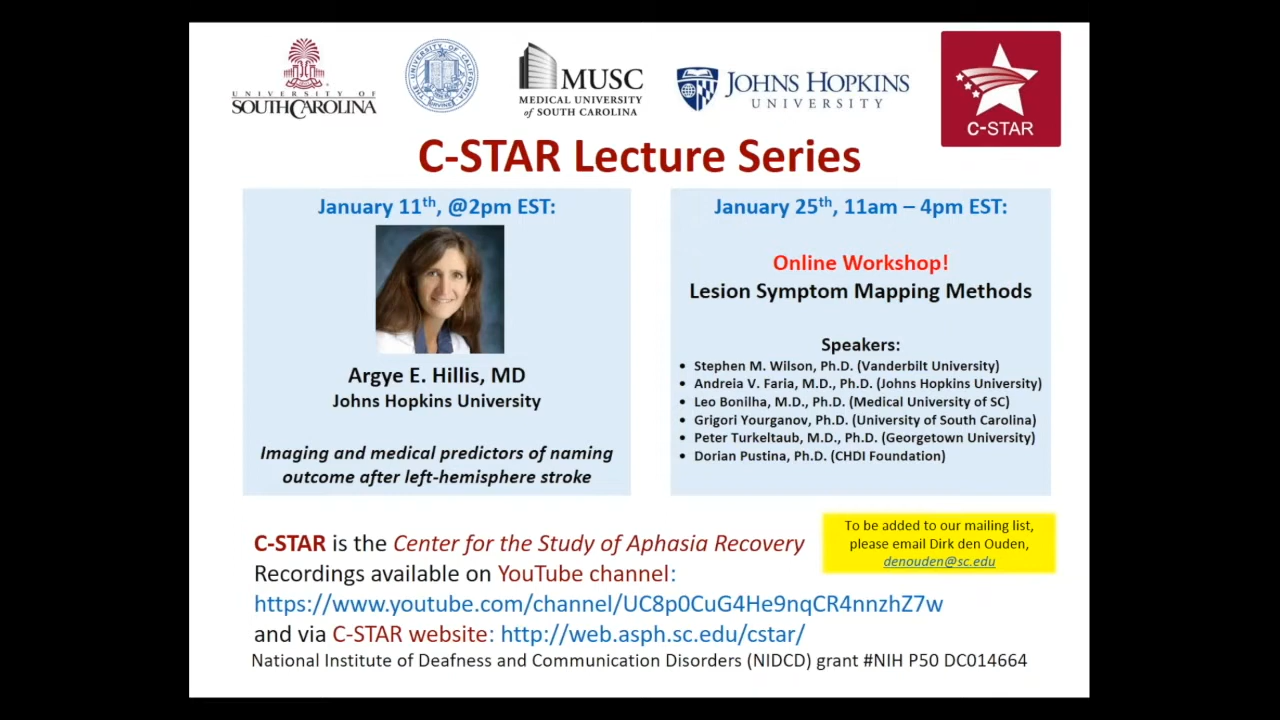 UNIVERSITY OF
SOUTH CAROLINA
MUSC
MEDICAL UNIVERSITY
of SOUTH CAROLINA
JOHNS HOPKINS
UNIVERSITY
C-STAR
C-STAR Lecture Series
January 11th, @2pm EST:
Argye E. Hillis, MD
Johns Hopkins University
Imaging and medical predictors of naming
outcome after left-hemisphere stroke
January 25th, 11am – 4pm EST:
Online Workshop!
Lesion Symptom Mapping Methods
Speakers:
• Stephen M. Wilson, Ph.D. (Vanderbilt University)
• Andreia V. Faria, M.D., Ph.D. (Johns Hopkins University)
• Leo Bonilha, M.D., Ph.D. (Medical University of SC)
• Grigori Yourganov, Ph.D. (University of South Carolina)
• Peter Turkeltaub, M.D., Ph.D. (Georgetown University)
• Dorian Pustina, Ph.D. (CHDI Foundation)
To be added to our mailing list,
please email Dirk den Ouden,
denouden@sc.edu
C-STAR is the Center for the Study of Aphasia Recovery
Recordings available on YouTube channel:
https://www.youtube.com/channel/UC8p0CuG4He9nqCR4nnzhZ7w
and via C-STAR website: http://web.asph.sc.edu/cstar/
National Institute of Deafness and Communication Disorders (NIDCD) grant #NIH P50 DC014664